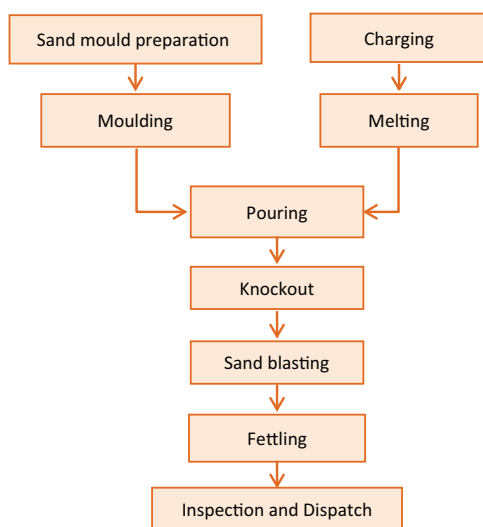 Sand mould preparation
Charging
Moulding
Melting
Pouring
Knockout
Sand blasting
Fettling
Inspection and Dispatch